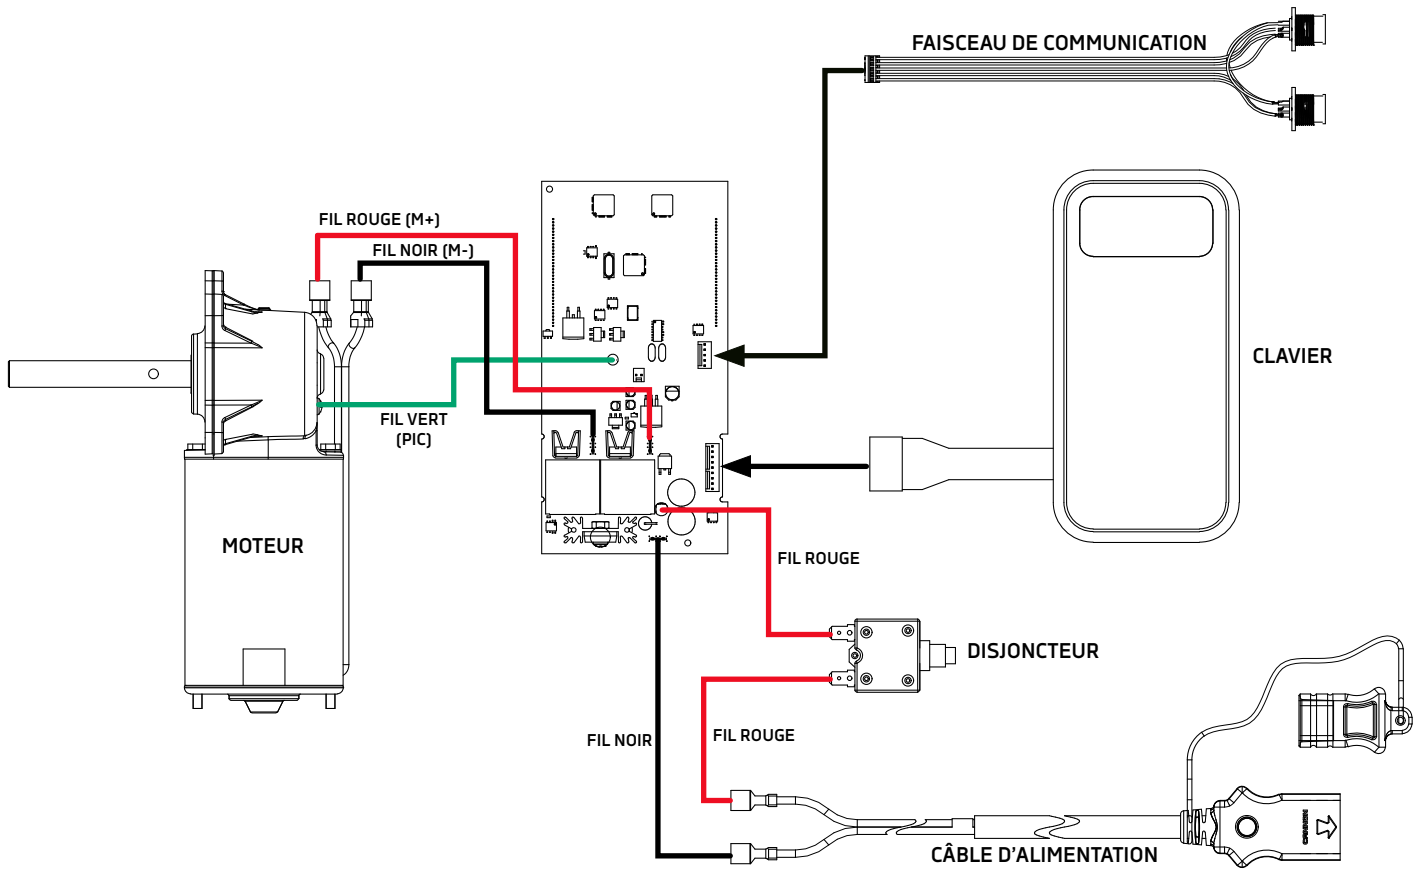 FAISCEAU DE COMMUNICATION
FIL ROUGE (M+)
FIL NOIR (M-)
CLAVIER
FIL VERT
(PIC)
MOTEUR
FIL ROUGE
DISJONCTEUR
FIL NOIR
FIL ROUGE
CÂBLE D'ALIMENTATION
CANNON